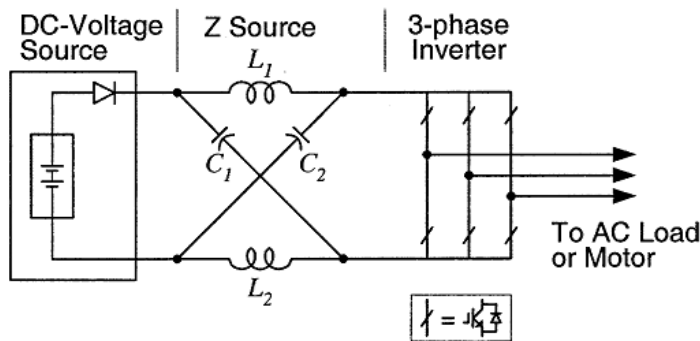 DC-Voltage
Source
Z Source
3-phase
Inverter
L1
C1
C2
L2
To AC Load
or Motor
=